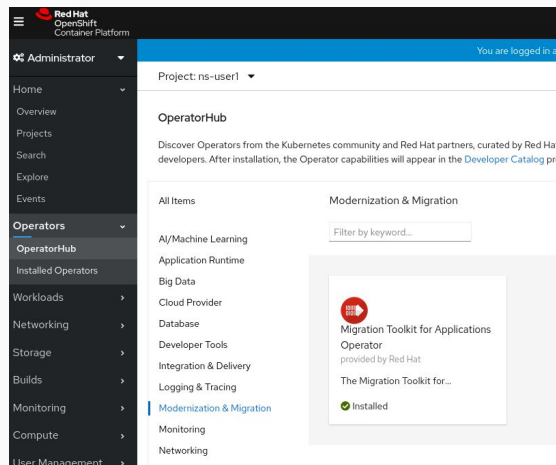 Red Hat
OpenShift
Container Platform
Administrator
You are logged in a
Project: ns-user1
Home
Overview
Projects
Search
Explore
Events
Operators
OperatorHub
Installed Operators
Workloads
Networking
Storage
Builds
Monitoring
Compute
User Management
OperatorHub
Discover Operators from the Kubernetes community and Red Hat partners, curated by Red Ha
developers. After installation, the Operator capabilities will appear in the Developer Catalog pr
All Items
AI/Machine Learning
Application Runtime
Big Data
Cloud Provider
Database
Developer Tools
Integration & Delivery
Logging & Tracing
Modernization & Migration
Monitoring
Networking
Modernization & Migration
Filter by keyword...
Migration Toolkit for Applications
Operator
provided by Red Hat
The Migration Toolkit for...
Installed